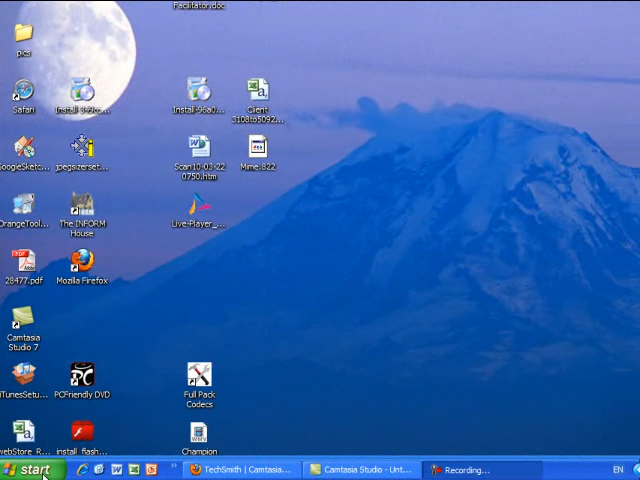 Facilitator.doc
pics
Safari
Client
3108tb5092...
GoogleSketc...
jpegsizerset...
Scan10-03-22
0750.htm
Mime.822
OrangeTool...
The INFORM
House
Live-Player_...
28477.pdf
Mozilla Firefox
Camtasia
Studio 7
iTunesSetu...
PCFriendly DVD
Full Pack
Codecs
webStore_R...
install_flash...
Champion
start
TechSmith | Camtasia...
Camtasia Studio - Unt...
Recording...
EN